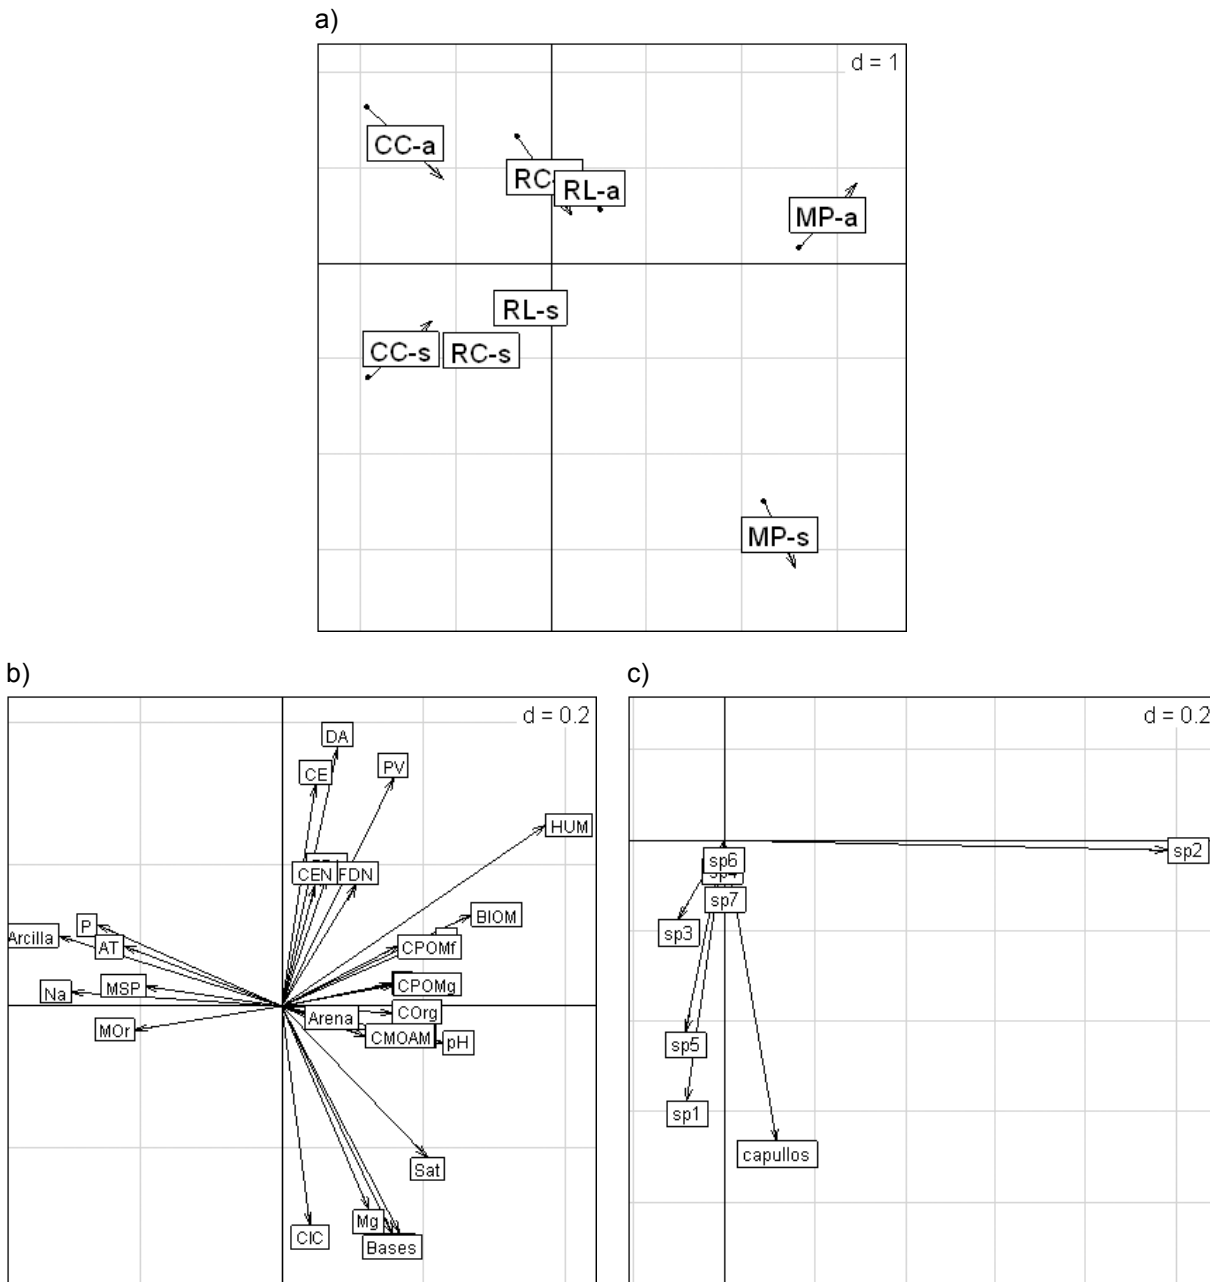 a)
d = 1
CC-a
RC-
RL-a
MP-a
RL-s
CC-s
RC-s
MP-s
b)
d = 0.2
DA
CE
PV
HUM
CEN
FDN
BIOM
P
Arcilla
AT
CPOMf
Na
MSP
CPOMg
COrg
Arena
MOr
CMOAM
pH
Sat
Mg
CIC
Bases
c)
d = 0.2
sp2
sp6
sp7
sp3
sp5
sp1
capullos